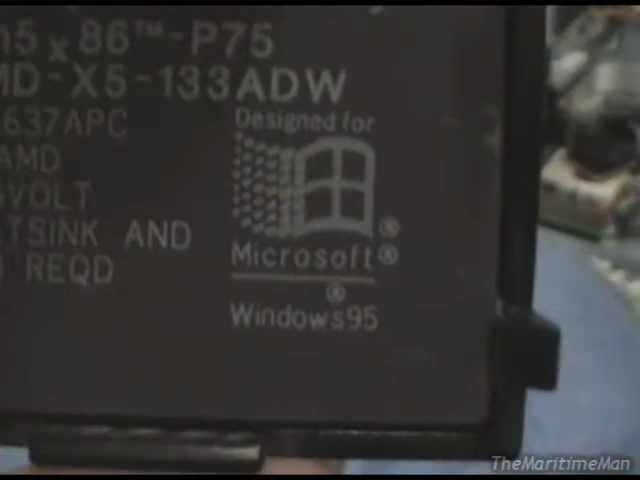 m5x86™-P75
MD-X5-133ADW
637APC
AMD
VOLT
TSINK AND
REQD
Designed for
®
Microsoft®
®
Windows95
TheMaritimeMan